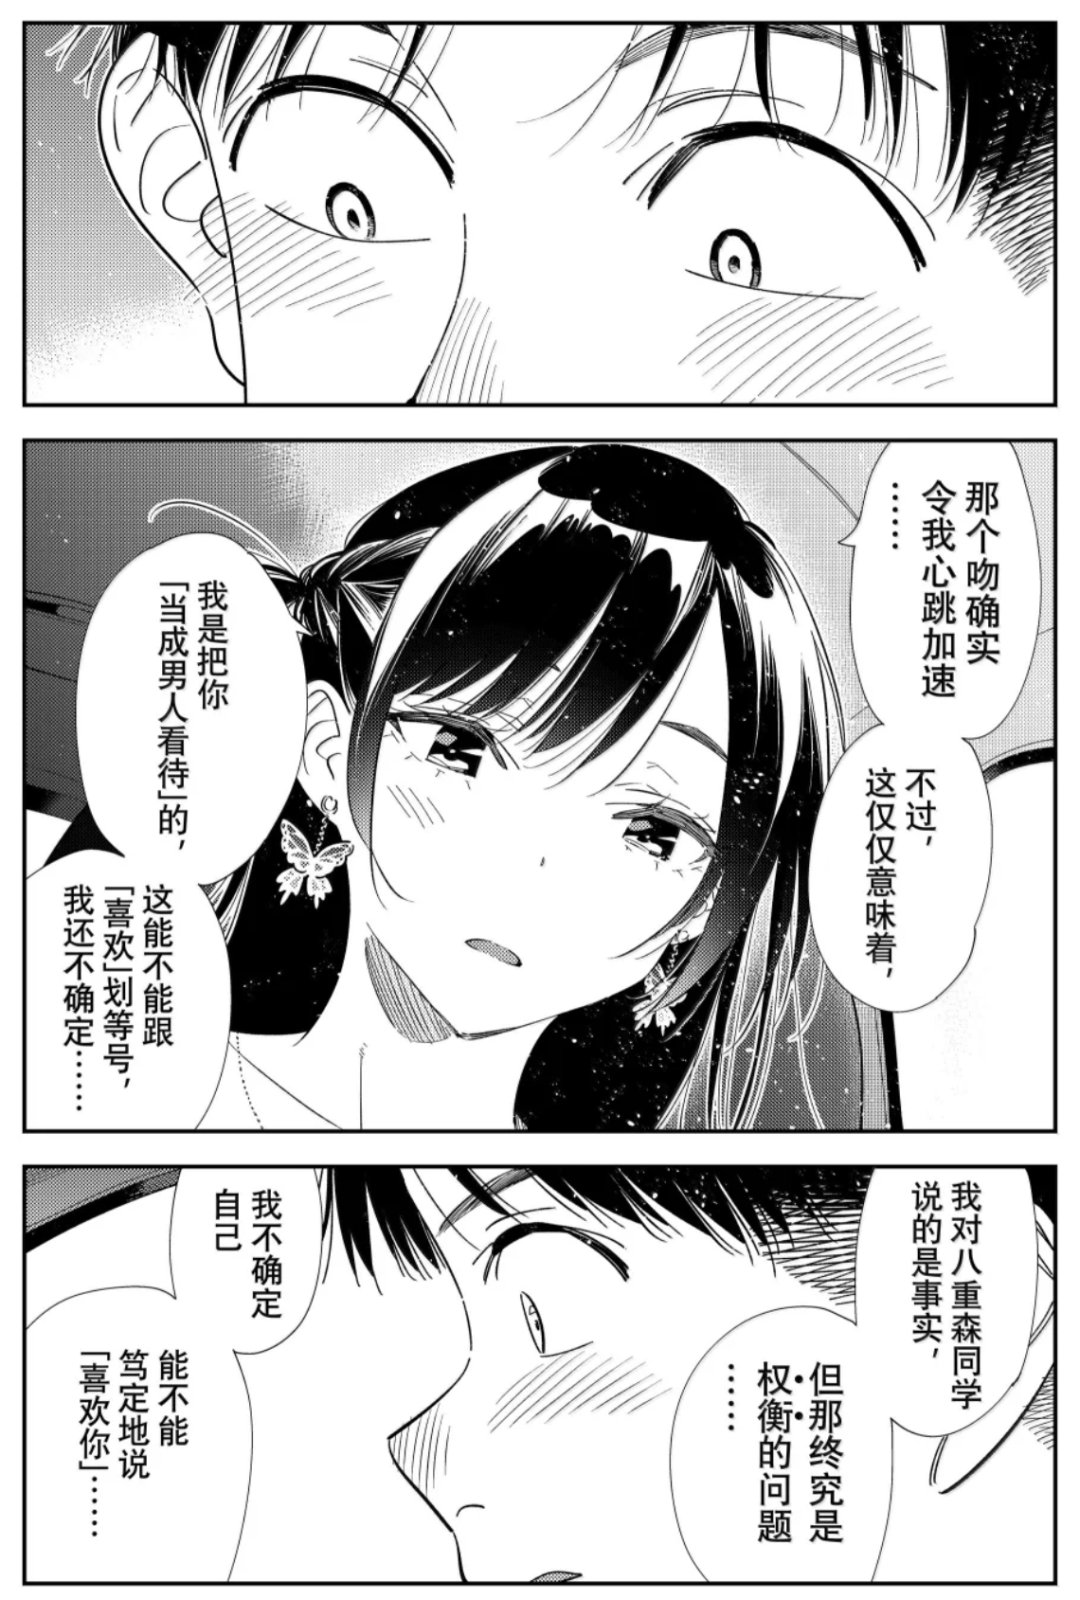 那个吻确实
令我心跳加速
……
不过，
这仅仅意味着，
我是把你
「当成男人看待」的，
这能不能跟
「喜欢」划等号，
我还不确定……
我对八重森同学
说的是事实，
但那终究是
权衡的问题
……
我不确定
自己
能不能
笃定地说
「喜欢你」……